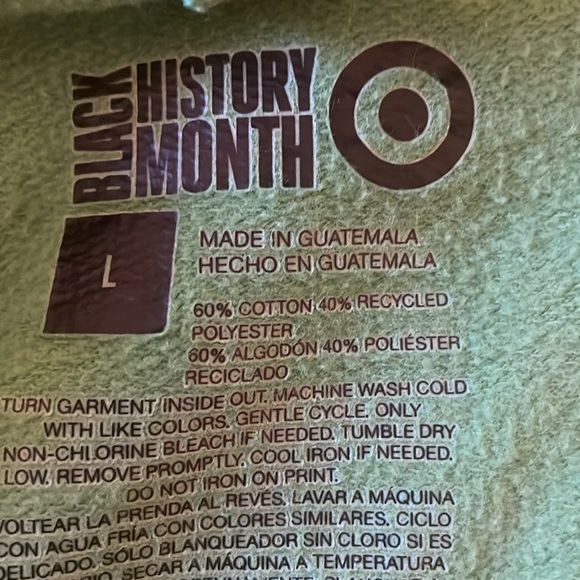 BLACK HISTORY
MONTH
L
MADE IN GUATEMALA
HECHO EN GUATEMALA
60% COTTON 40% RECYCLED
POLYESTER
60% ALGODÓN 40% POLIÉSTER
RECICLADO
TURN GARMENT INSIDE OUT. MACHINE WASH COLD
WITH LIKE COLORS. GENTLE CYCLE. ONLY
NON-CHLORINE BLEACH IF NEEDED. TUMBLE DRY
LOW. REMOVE PROMPTLY. COOL IRON IF NEEDED.
DO NOT IRON ON PRINT.
VOLTEAR LA PRENDA AL REVÉS, LAVAR A MÁQUINA
CON AGUA FRÍA CON COLORES SIMILARES. CICLO
DELICADO. SÓLO BLANQUEADOR SIN CLORO SI ES
SECAR A MÁQUINA A TEMPERATURA